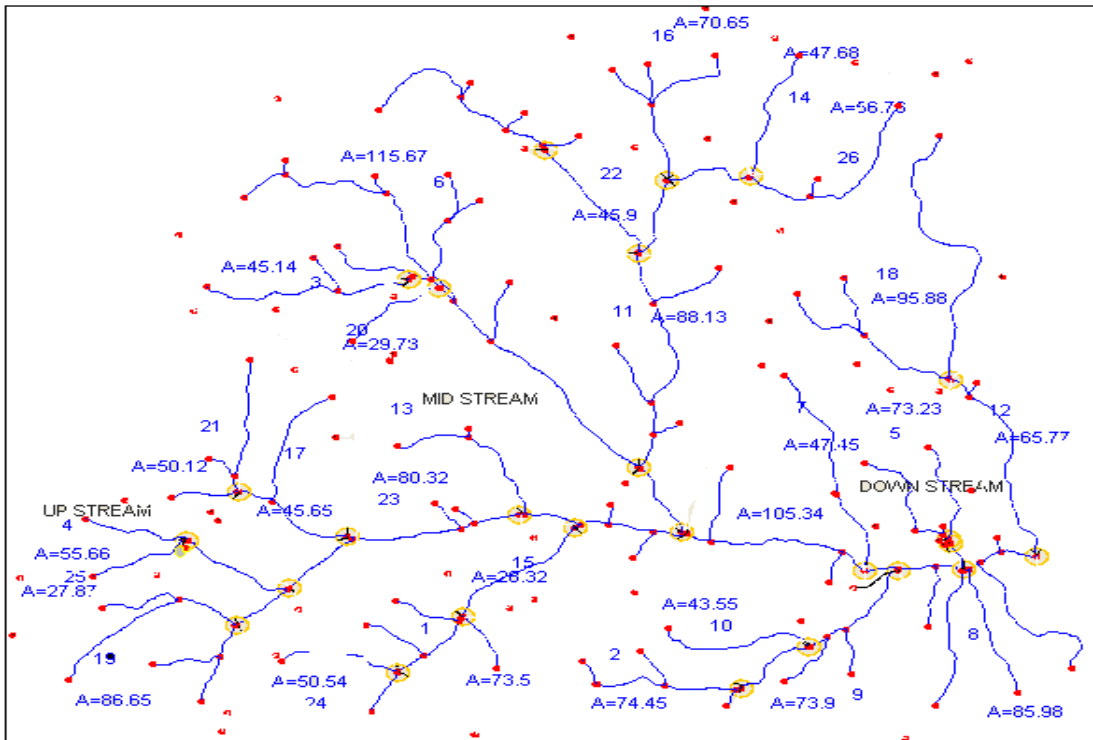 A=70.65
16
A=47.68
14
A=56.76
26
A=115.67
6
22
A=45.9
A=45.14
3
18
A=95.88
11
A=88.13
20
A=29.73
MID STREAM
13
7
A=73.23
12
5
A=65.77
21
17
A=47.45
A=50.12
A=80.32
DOWN STREAM
23
A=45.65
UP STREAM
4
A=105.34
A=55.66
15
25
A=26.32
A=27.87
A=43.55
10
1
8
19
2
A=50.54
A=73.5
9
A=86.65
24
A=74.45
A=73.9
A=85.98